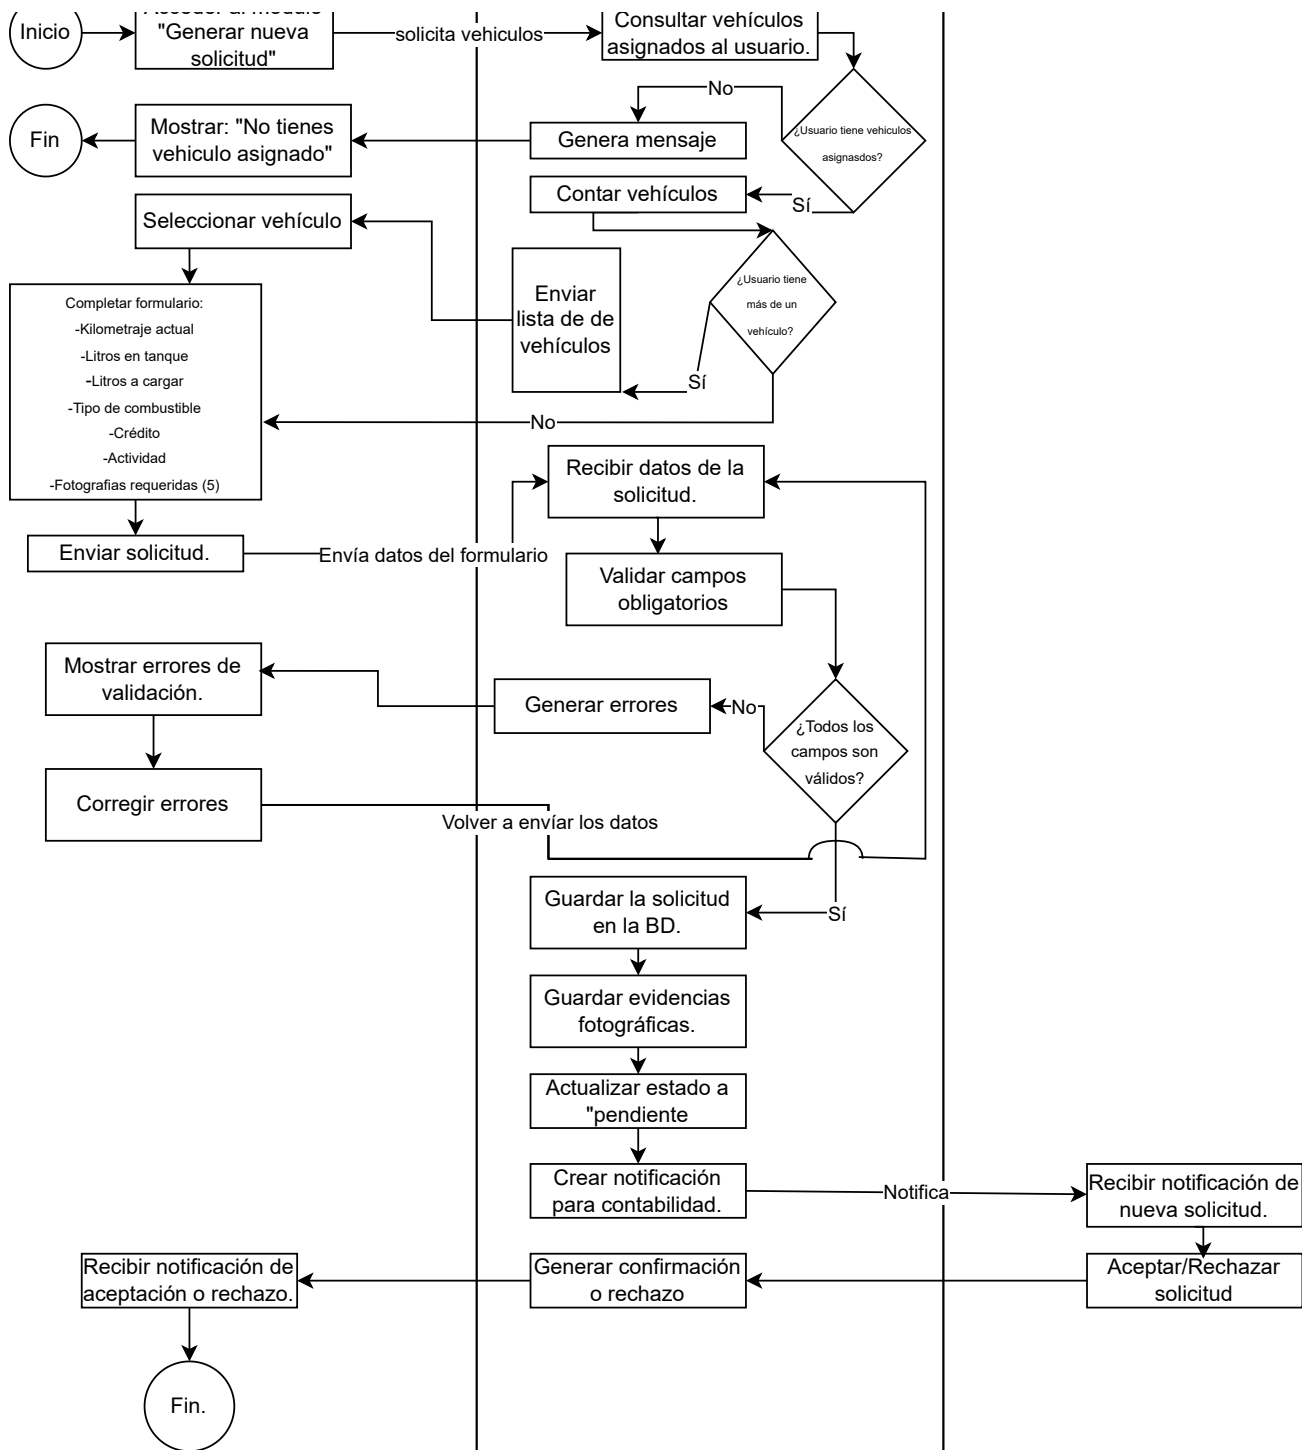 Inicio
Acceder al módulo
"Generar nueva
solicitud"
solicita vehiculos
Consultar vehículos
asignados al usuario.
No
¿Usuario tiene vehiculos
asignasdos?
Fin
Mostrar: "No tienes
vehiculo asignado"
Genera mensaje
Contar vehículos
Sí
Seleccionar vehículo
Enviar
lista de de
vehículos
¿Usuario tiene
más de un
vehículo?
Sí
No
Completar formulario:
-Kilometraje actual
-Litros en tanque
-Litros a cargar
-Tipo de combustible
-Crédito
-Actividad
-Fotografias requeridas (5)
Recibir datos de la
solicitud.
Enviar solicitud.
Envía datos del formulario
Validar campos
obligatorios
Mostrar errores de
validación.
Generar errores
No
¿Todos los
campos son
válidos?
Corregir errores
Volver a envíar los datos
Guardar la solicitud
en la BD.
Sí
Guardar evidencias
fotográficas.
Actualizar estado a
"pendiente
Crear notificación
para contabilidad.
Notifica
Recibir notificación de
nueva solicitud.
Recibir notificación de
aceptación o rechazo.
Generar confirmación
o rechazo
Aceptar/Rechazar
solicitud
Fin.